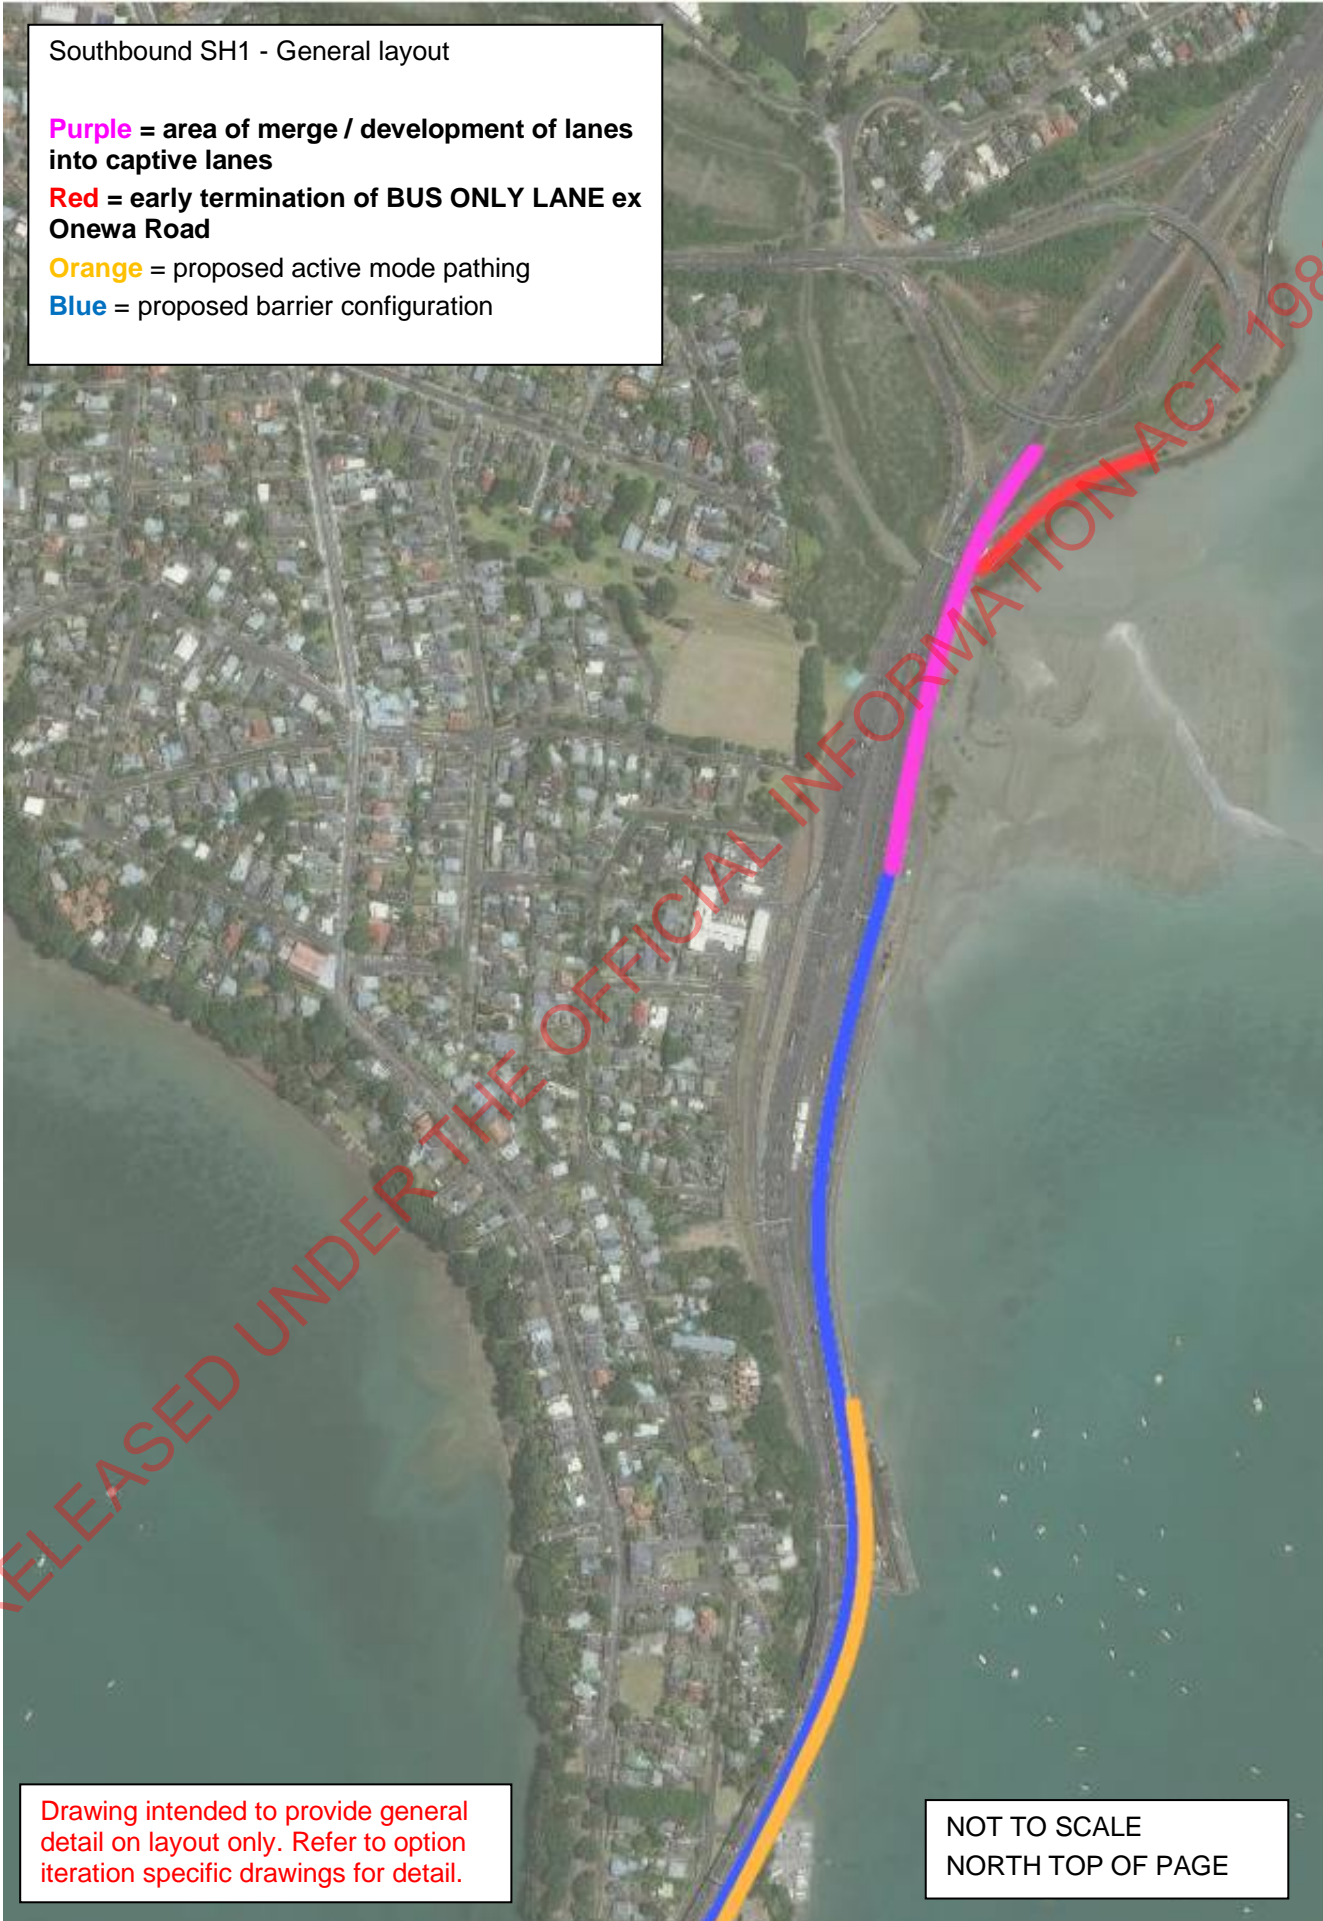 Southbound SH1 - General layout
Purple = area of merge / development of lanes
into captive lanes
Red = early termination of BUS ONLY LANE ex
Onewa Road
Orange = proposed active mode pathing
Blue = proposed barrier configuration
RELEASED UNDER THE OFFICIAL INFORMATION ACT 198
Drawing intended to provide general
detail on layout only. Refer to option
iteration specific drawings for detail.
NOT TO SCALE
NORTH TOP OF PAGE